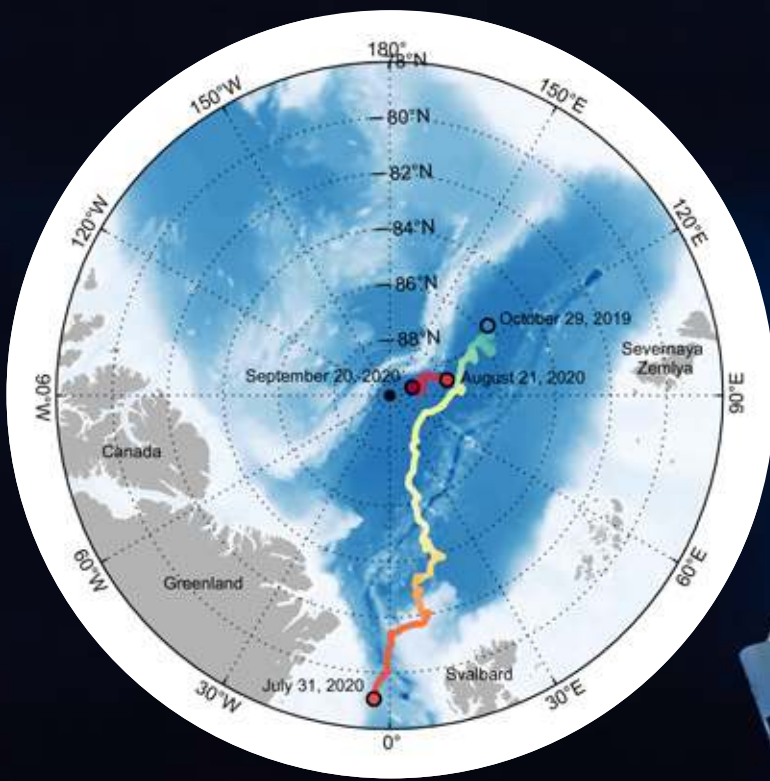 180°
78°N
150°W
150°E
80°N
82°N
120°W
120°E
84°N
86°N
October 29, 2019
88°N
Severnaya
Zemlya
September 20, 2020
August 21, 2020
90°W
90°E
Canada
60°W
60°E
Greenland
Svalbard
July 31, 2020
30°W
30°E
0°